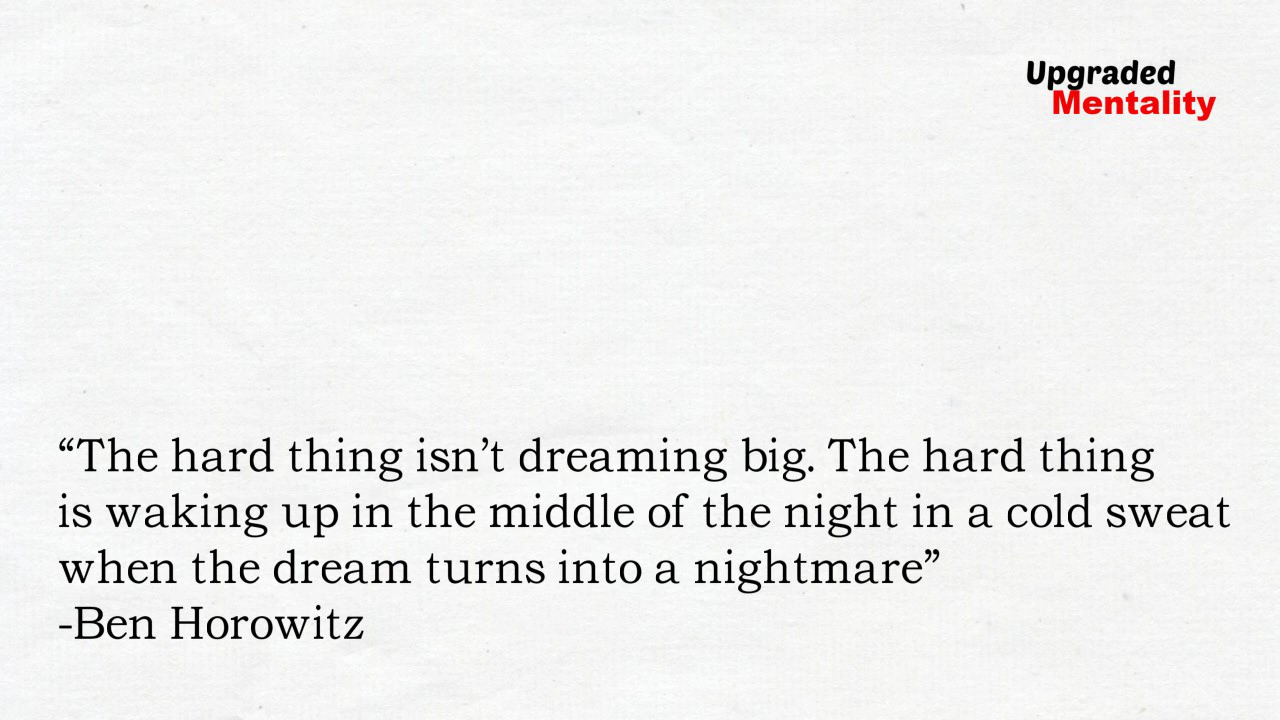 Upgraded
Mentality
“The hard thing isn’t dreaming big. The hard thing
is waking up in the middle of the night in a cold sweat
when the dream turns into a nightmare”
-Ben Horowitz